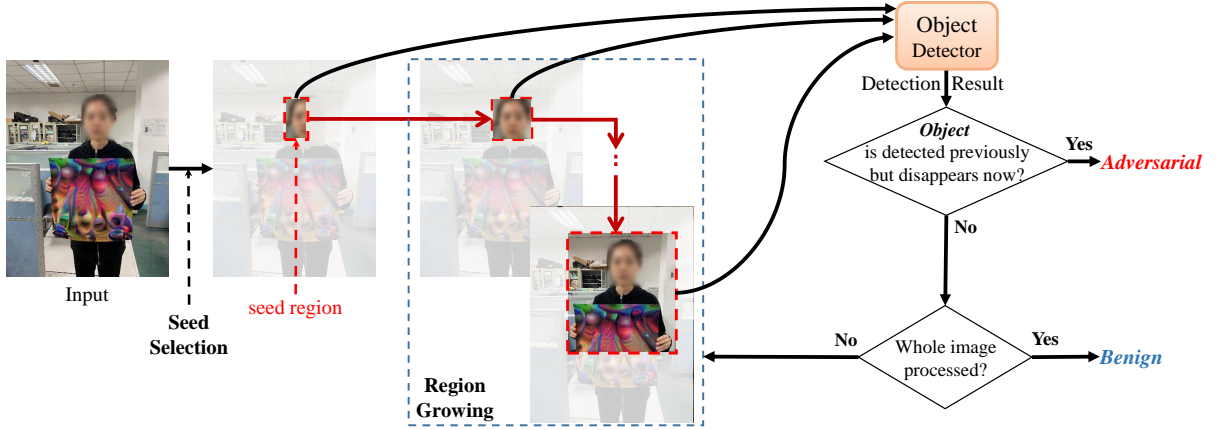 Object
Detector
Detection Result
Object
is detected previously
but disappears now?
Yes
Adversarial
No
Input
seed region
Seed
Selection
Region
Growing
No
Whole image
processed?
Yes
Benign